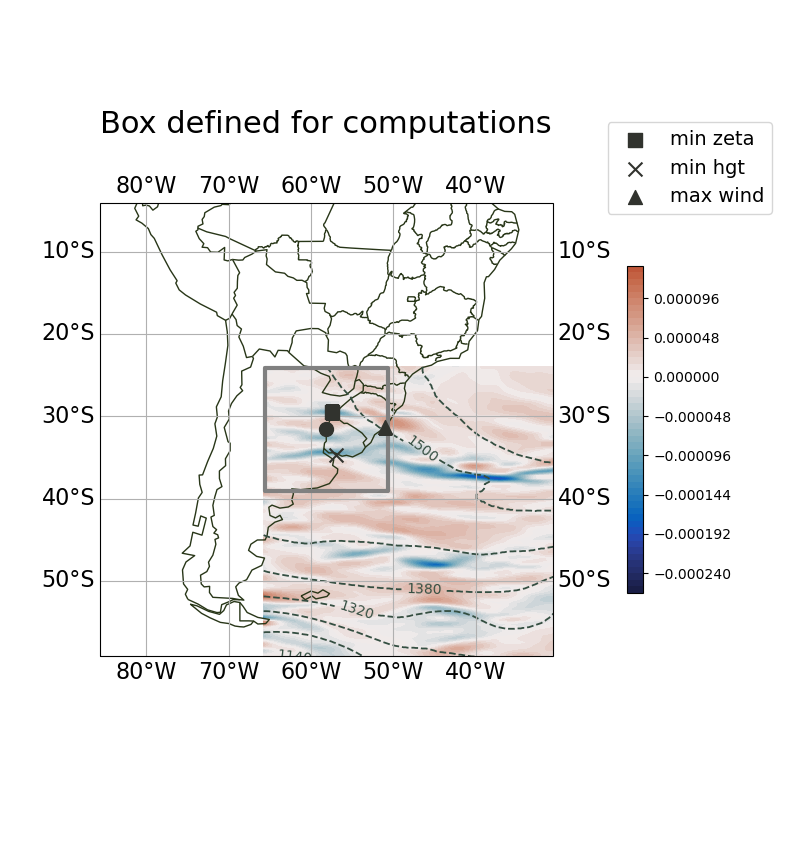 Box defined for computations
min zeta
min hgt
max wind
80°W 70°W 60°W 50°W 40°W
10°S 10°S
20°S 20°S
30°S 30°S
40°S 40°S
50°S 50°S
1500
1380
1320
1140
80°W 70°W 60°W 50°W 40°W
0.000096
0.000048
0.000000
−0.000048
−0.000096
−0.000144
−0.000192
−0.000240